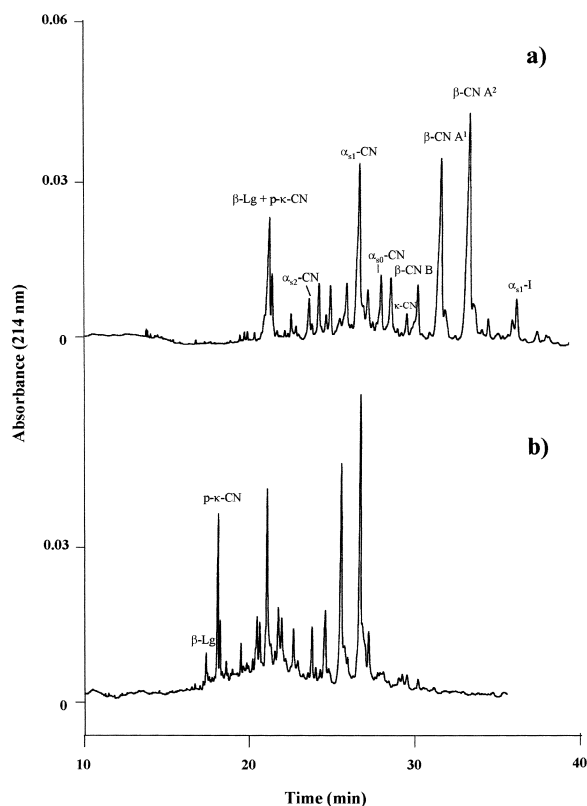 0.06
a)
β-CN A²
β-CN A¹
αs1-CN
β-Lg + p-κ-CN
0.03
αs0-CN
αs2-CN
β-CN B
κ-CN
αs1-I
0
Absorbance (214 nm)
b)
p-κ-CN
0.03
β-Lg
0
10
20
30
40
Time (min)